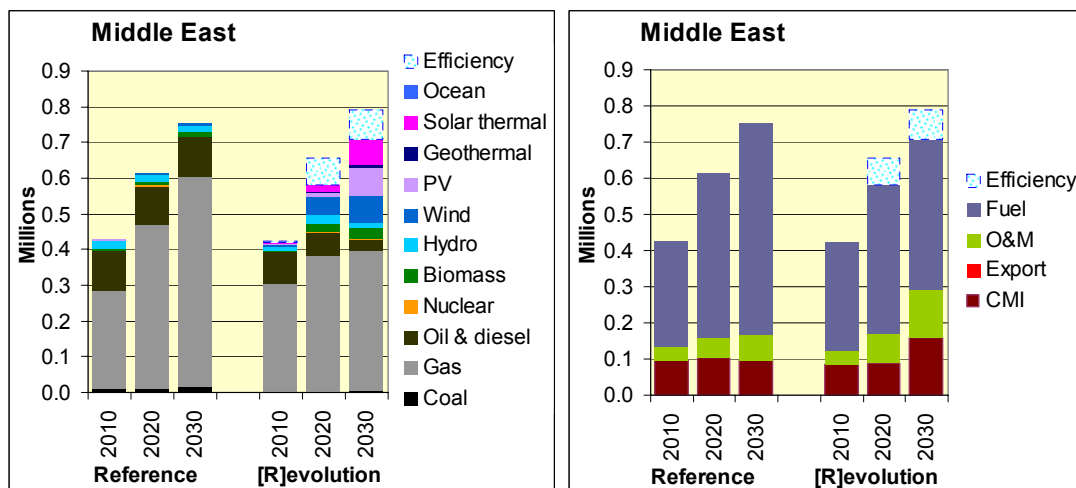 Middle East
0.9
0.8
0.7
0.6
0.5
0.4
0.3
0.2
0.1
0.0
Millions
2010
2020
2030
2010
2020
2030
Reference
[R]evolution
Efficiency
Ocean
Solar thermal
Geothermal
PV
Wind
Hydro
Biomass
Nuclear
Oil & diesel
Gas
Coal
Middle East
0.9
0.8
0.7
0.6
0.5
0.4
0.3
0.2
0.1
0.0
Millions
2010
2020
2030
2010
2020
2030
Reference
[R]evolution
Efficiency
Fuel
O&M
Export
CMI